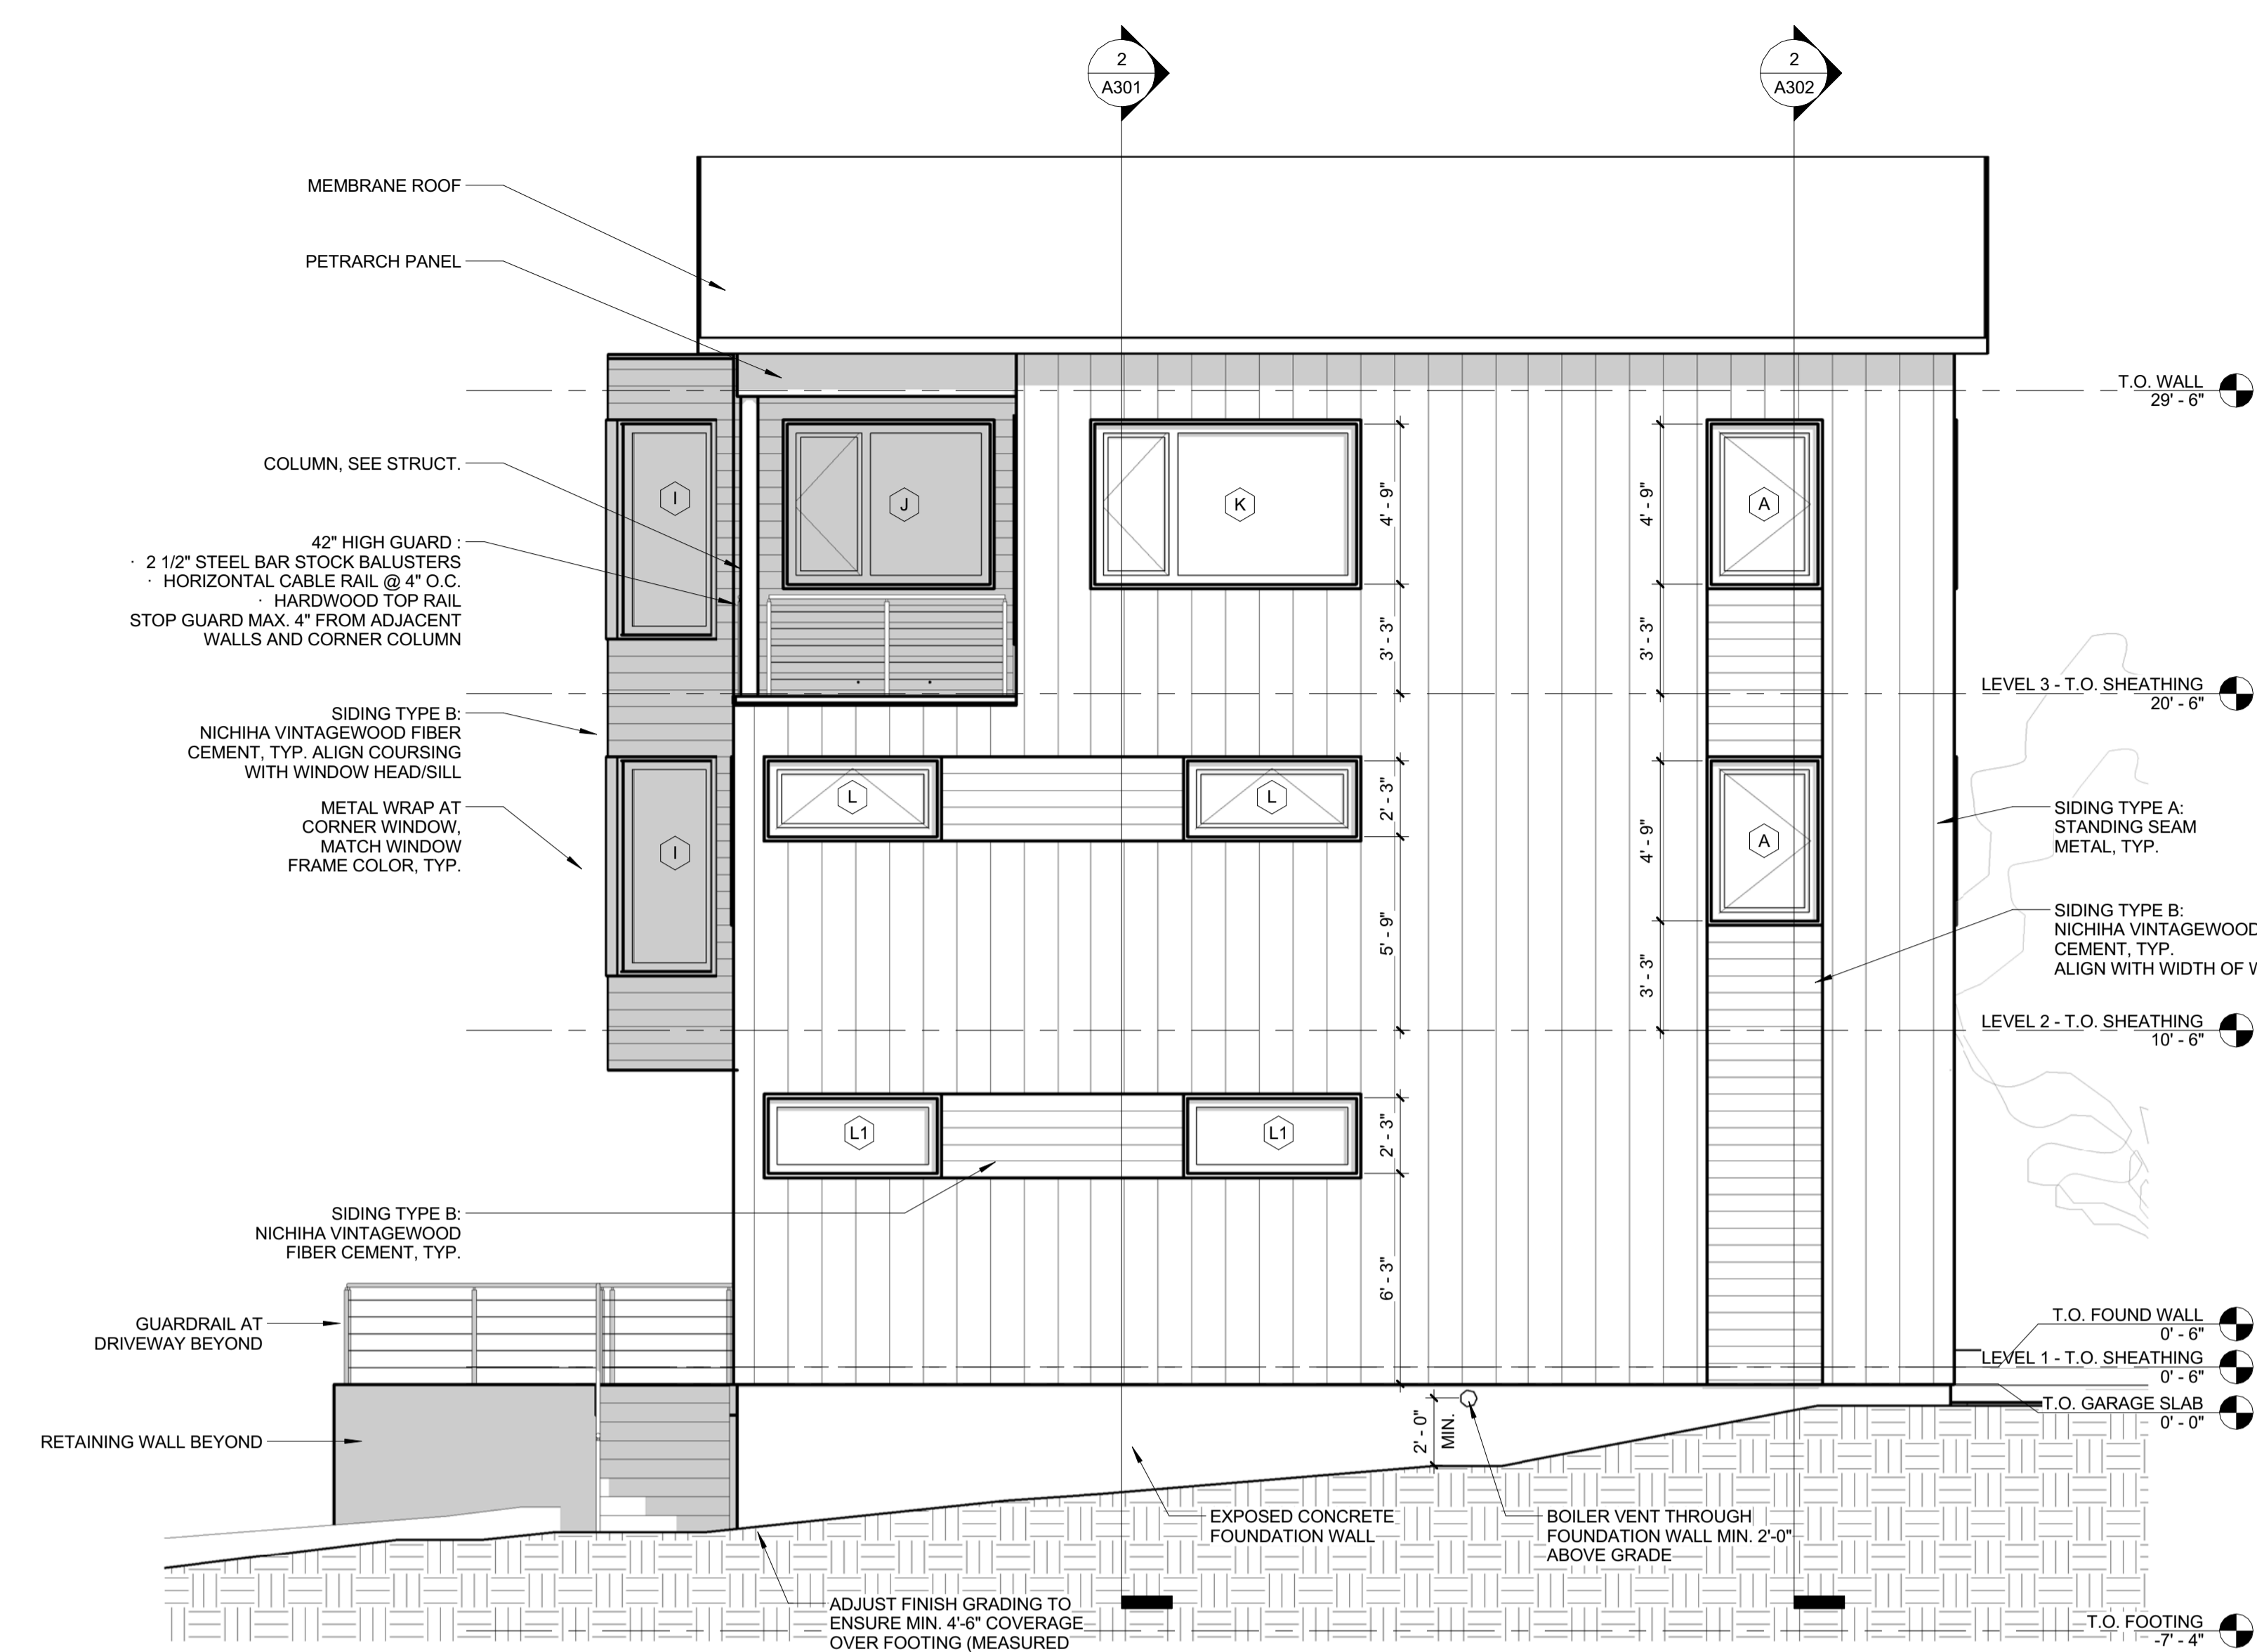 2
A301
2
A302
MEMBRANE ROOF
PETRARCH PANEL
T.O. WALL
29' - 6"
COLUMN, SEE STRUCT.
I
J
K
A
4' - 9"
4' - 9"
42" HIGH GUARD :
· 2 1/2" STEEL BAR STOCK BALUSTERS
· HORIZONTAL CABLE RAIL @ 4" O.C.
· HARDWOOD TOP RAIL
STOP GUARD MAX. 4" FROM ADJACENT
WALLS AND CORNER COLUMN
3' - 3"
3' - 3"
LEVEL 3 - T.O. SHEATHING
20' - 6"
SIDING TYPE B:
NICHIHA VINTAGEWOOD FIBER
CEMENT, TYP. ALIGN COURSING
WITH WINDOW HEAD/SILL
METAL WRAP AT
CORNER WINDOW,
MATCH WINDOW
FRAME COLOR, TYP.
I
L
L
A
2' - 3"
4' - 9"
SIDING TYPE A:
STANDING SEAM
METAL, TYP.
SIDING TYPE B:
NICHIHA VINTAGEWOOD
CEMENT, TYP.
ALIGN WITH WIDTH OF W
5' - 9"
3' - 3"
LEVEL 2 - T.O. SHEATHING
10' - 6"
L1
L1
2' - 3"
SIDING TYPE B:
NICHIHA VINTAGEWOOD
FIBER CEMENT, TYP.
6' - 3"
GUARDRAIL AT
DRIVEWAY BEYOND
T.O. FOUND WALL
0' - 6"
LEVEL 1 - T.O. SHEATHING
0' - 6"
T.O. GARAGE SLAB
0' - 0"
RETAINING WALL BEYOND
2' - 0"
MIN.
EXPOSED CONCRETE
FOUNDATION WALL
BOILER VENT THROUGH
FOUNDATION WALL MIN. 2'-0"
ABOVE GRADE
ADJUST FINISH GRADING TO
ENSURE MIN. 4'-6" COVERAGE
OVER FOOTING (MEASURED
T.O. FOOTING
-7' - 4"